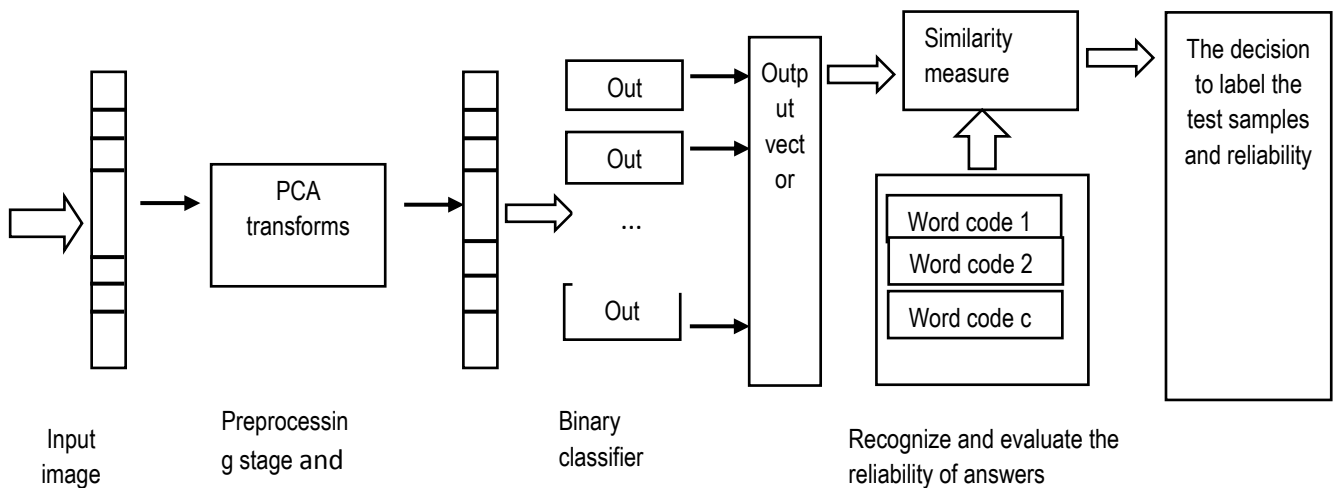 PCA
transforms
Out
Out
...
Out
Outp
ut
vect
or
Similarity
measure
Word code 1
Word code 2
Word code c
The decision
to label the
test samples
and reliability
Input
image
Preprocessin
g stage and
Binary
classifier
Recognize and evaluate the
reliability of answers